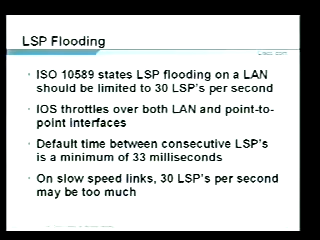 LSP Flooding
· ISO 10589 states LSP flooding on a LAN
should be limited to 30 LSP's per second
· IOS throttles over both LAN and point-to-
point interfaces
· Default time between consecutive LSP's
is a minimum of 33 milliseconds
· On slow speed links, 30 LSP's per second
may be too much